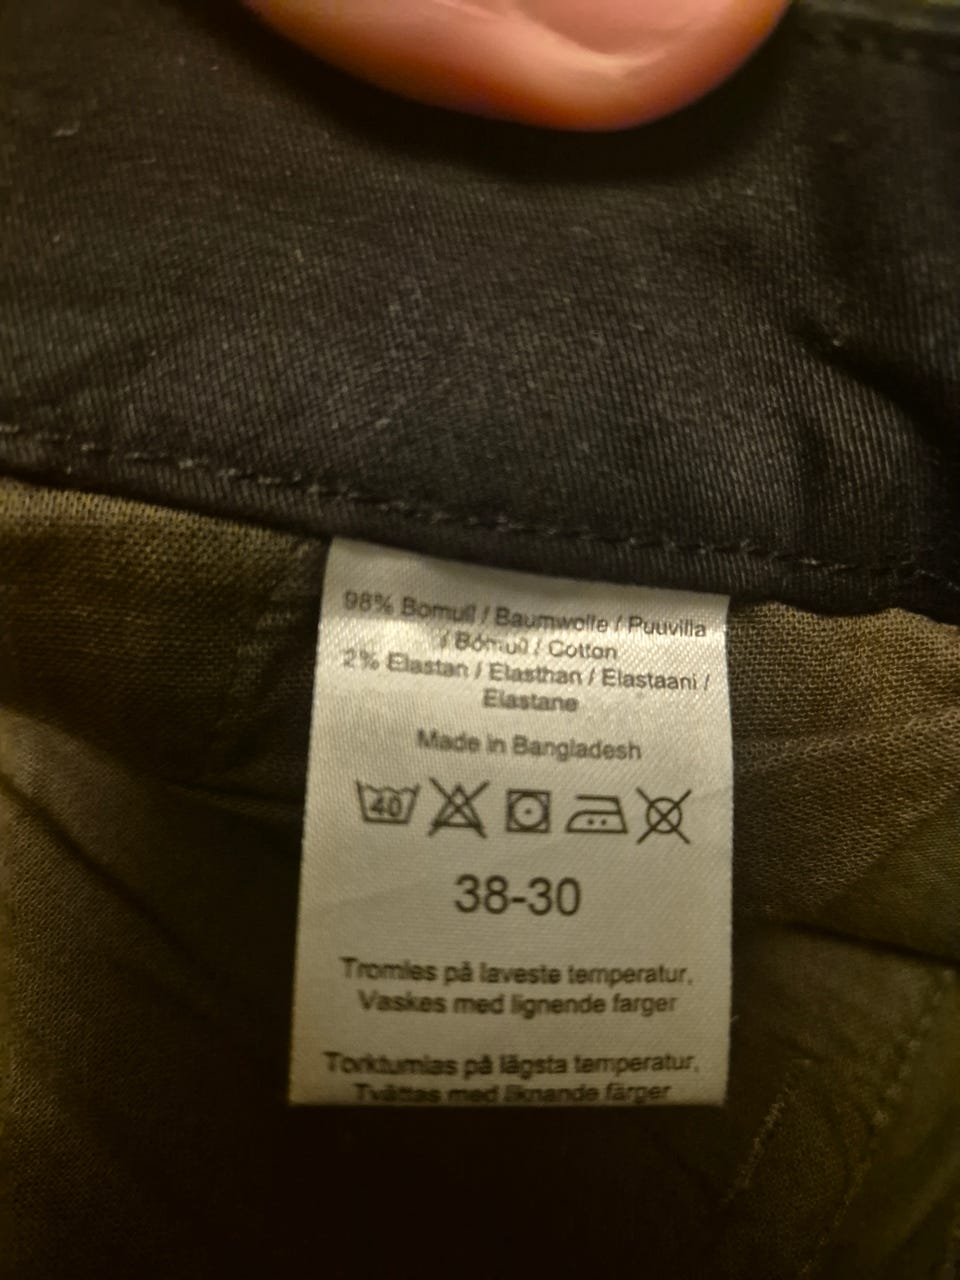 98% Bomull / Baumwolle / Puuvilla
/ Bomull / Cotton
2% Elastan / Elasthan / Elastaani /
Elastane
Made in Bangladesh
40
38-30
Tromles på laveste temperatur.
Vaskes med lignende farger
Torktumlas på lägsta temperatur.
Tvättas med liknande färger